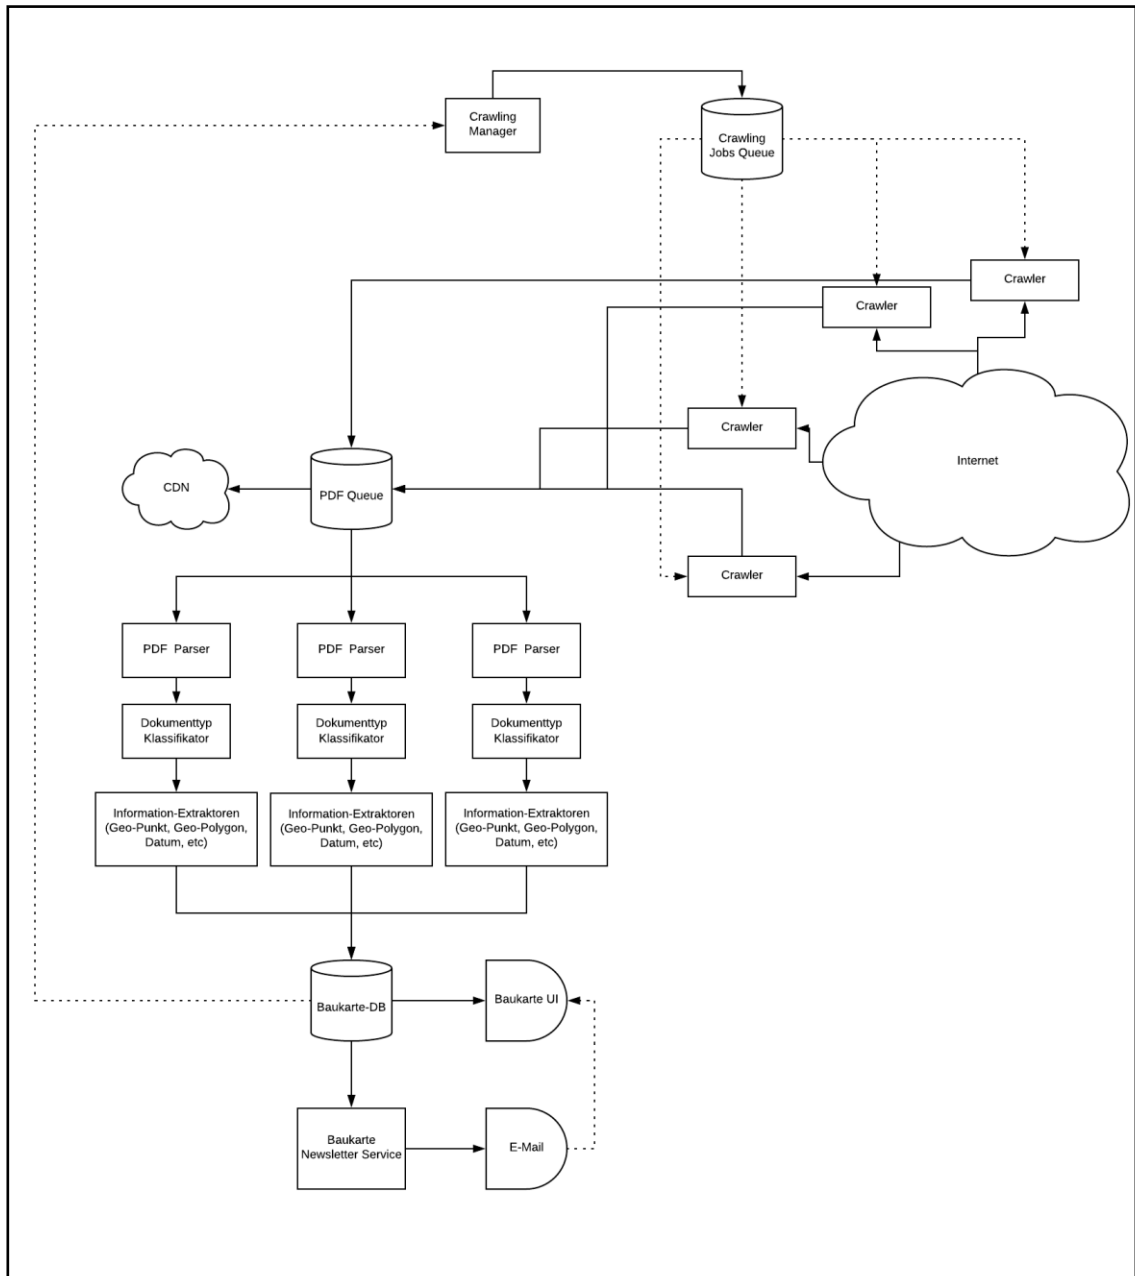 Crawling
Manager
Crawling
Jobs Queue
Crawler
Crawler
Crawler
Internet
CDN
PDF Queue
Crawler
PDF Parser
PDF Parser
PDF Parser
Dokumenttyp
Klassifikator
Dokumenttyp
Klassifikator
Dokumenttyp
Klassifikator
Information-Extraktoren
(Geo-Punkt, Geo-Polygon,
Datum, etc)
Information-Extraktoren
(Geo-Punkt, Geo-Polygon,
Datum, etc)
Information-Extraktoren
(Geo-Punkt, Geo-Polygon,
Datum, etc)
Baukarte-DB
Baukarte UI
Baukarte
Newsletter Service
E-Mail